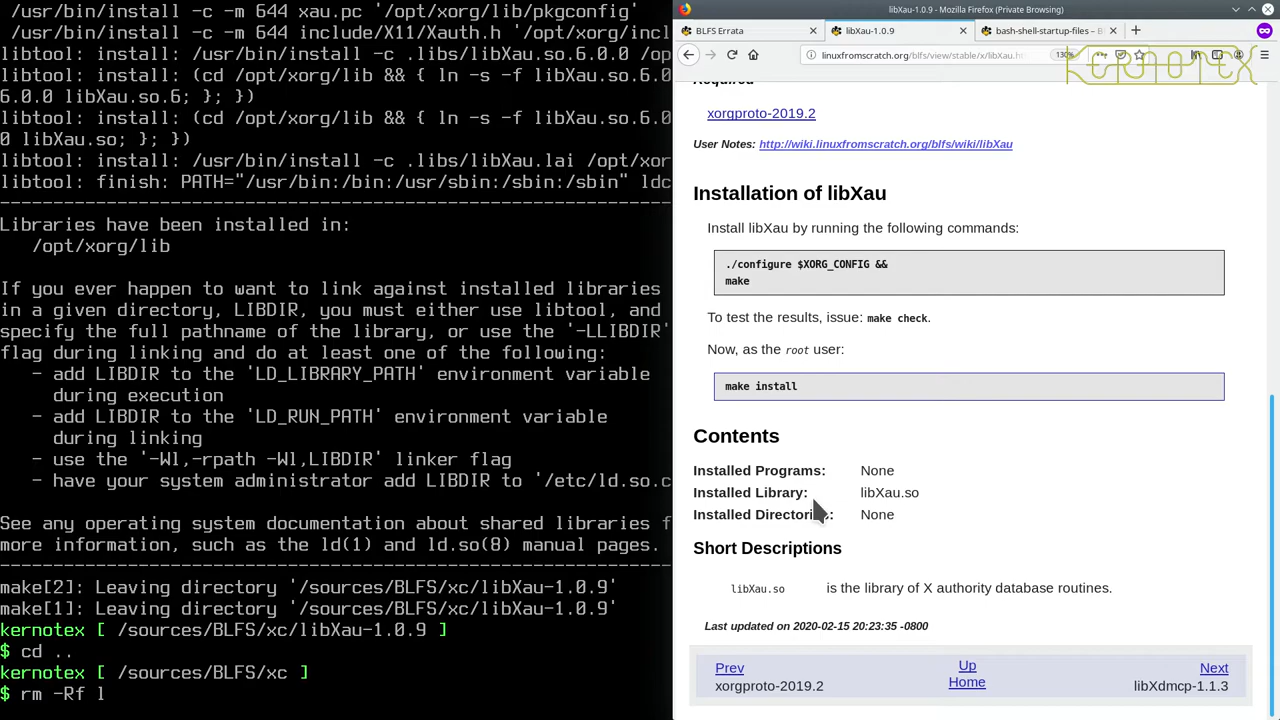 /usr/bin/install -c -m 644 xau.pc '/opt/xorg/lib/pkgconfig'
/usr/bin/install -c -m 644 include/X11/Xauth.h '/opt/xorg/incl
libtool: install: /usr/bin/install -c .libs/libXau.so.6.0.0 /o
libtool: install: (cd /opt/xorg/lib && { ln -s -f libXau.so.6.
6.0.0 libXau.so.6; }; })
libtool: install: (cd /opt/xorg/lib && { ln -s -f libXau.so.6.
0 libXau.so; }; })
libtool: install: /usr/bin/install -c .libs/libXau.lai /opt/xor
libtool: finish: PATH="/usr/bin:/bin:/usr/sbin:/sbin:/sbin" ldc
----------------------------------------------------------------------
Libraries have been installed in:
/opt/xorg/lib
If you ever happen to want to link against installed libraries
in a given directory, LIBDIR, you must either use libtool, and
specify the full pathname of the library, or use the '-LLIBDIR'
flag during linking and do at least one of the following:
- add LIBDIR to the 'LD_LIBRARY_PATH' environment variable
during execution
- add LIBDIR to the 'LD_RUN_PATH' environment variable
during linking
- use the '-Wl,-rpath -Wl,LIBDIR' linker flag
- have your system administrator add LIBDIR to '/etc/ld.so.c
See any operating system documentation about shared libraries f
more information, such as the ld(1) and ld.so(8) manual pages.
----------------------------------------------------------------------
make[2]: Leaving directory '/sources/BLFS/xc/libXau-1.0.9'
make[1]: Leaving directory '/sources/BLFS/xc/libXau-1.0.9'
kernotex [ /sources/BLFS/xc/libXau-1.0.9 ]
$ cd ..
kernotex [ /sources/BLFS/xc ]
$ rm -Rf l
libXau-1.0.9 - Mozilla Firefox (Private Browsing)
BLFS Errata
libXau-1.0.9
bash-shell-startup-files – B
linuxfromscratch.org/blfs/view/stable/x/libXau.h
130%
KERNOTEX
Required
xorgproto-2019.2
User Notes: http://wiki.linuxfromscratch.org/blfs/wiki/libXau
Installation of libXau
Install libXau by running the following commands:
./configure $XORG_CONFIG &&
make
To test the results, issue: make check.
Now, as the root user:
make install
Contents
Installed Programs: None
Installed Library: libXau.so
Installed Directories: None
Short Descriptions
libXau.so is the library of X authority database routines.
Last updated on 2020-02-15 20:23:35 -0800
Prev Up Next
xorgproto-2019.2 Home libXdmcp-1.1.3